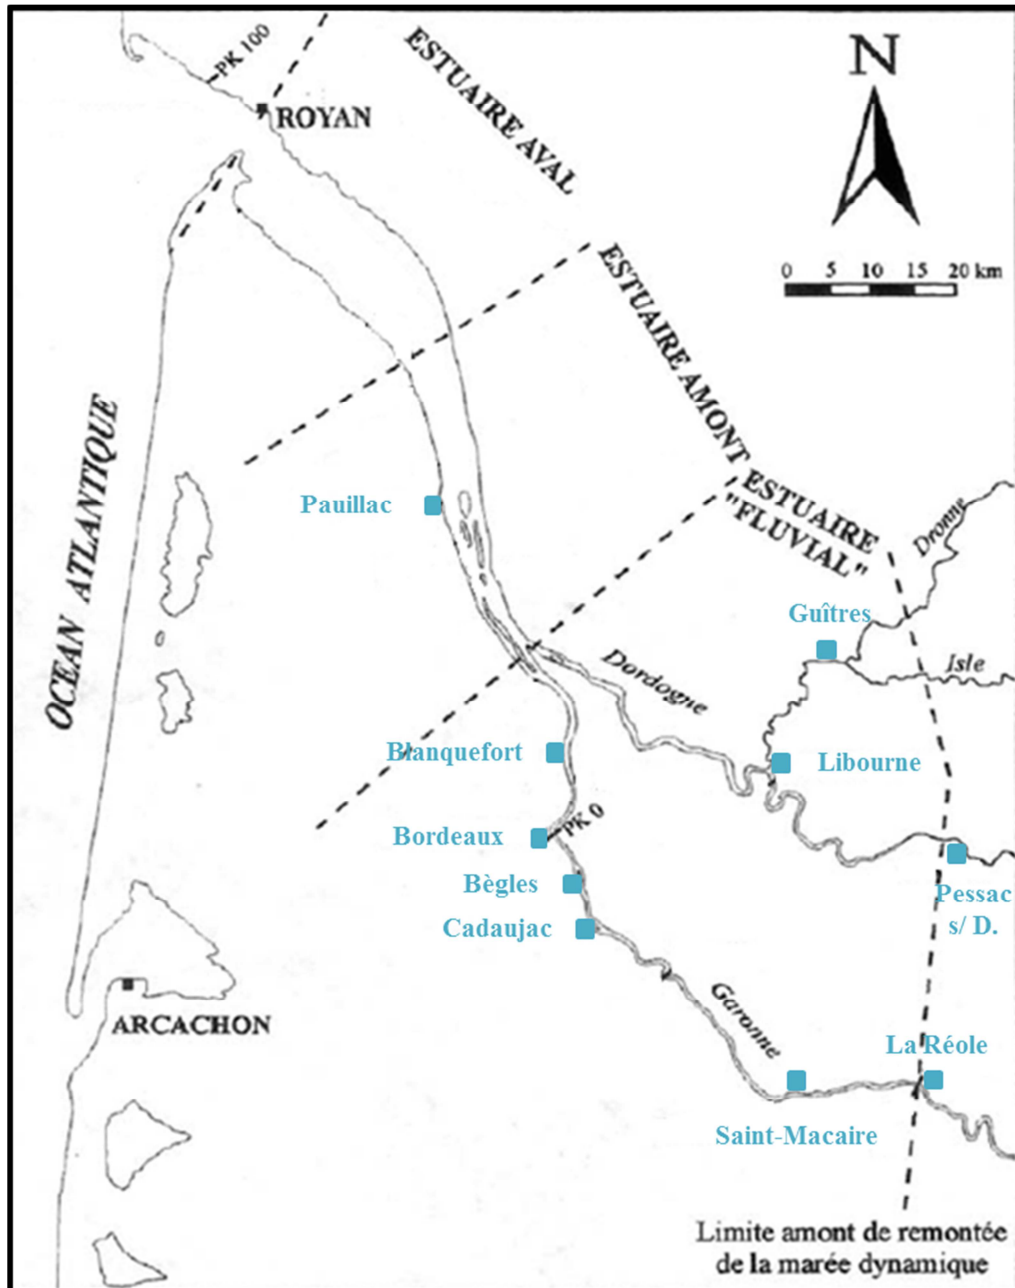 PK 100
ROYAN
ESTUAIRE AVAL
N
0 5 10 15 20 km
ESTUAIRE AMONT
OCEAN ATLANTIQUE
Pauillac
ESTUAIRE
"FLUVIAL"
Dronne
Guîtres
Isle
Dordogne
Blanquefort
Libourne
PK 0
Bordeaux
Bègles
Pessac
s/ D.
Cadaujac
Garonne
ARCACHON
La Réole
Saint-Macaire
Limite amont de remontée
de la marée dynamique